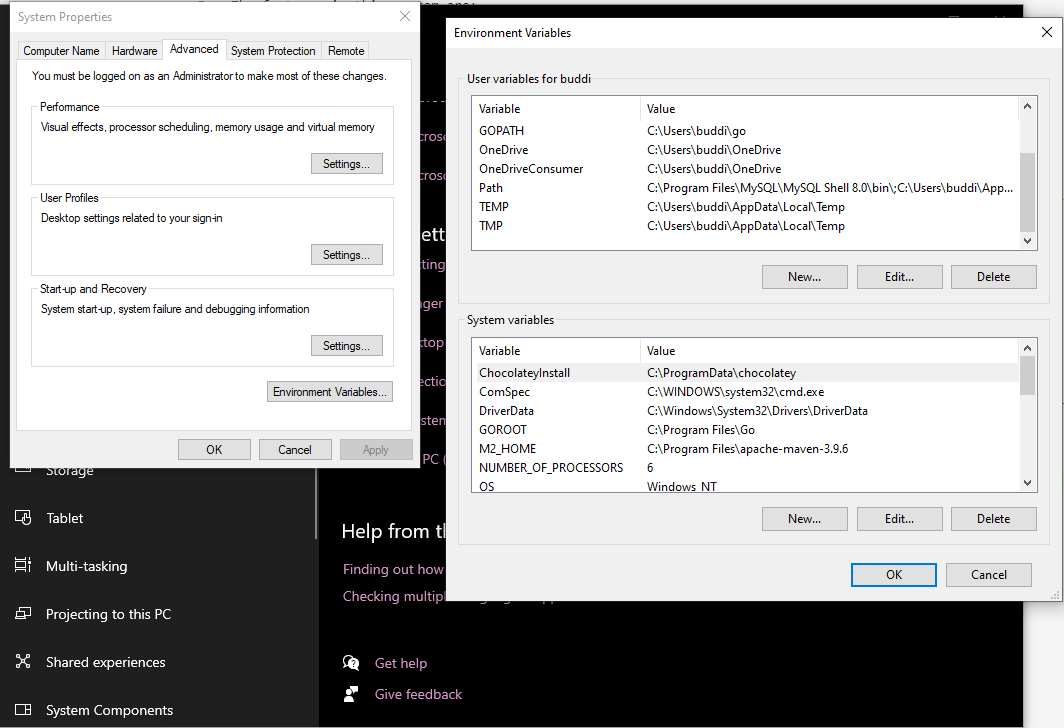 System Properties
Computer Name Hardware Advanced System Protection Remote
You must be logged on as an Administrator to make most of these changes.
Performance
Visual effects, processor scheduling, memory usage and virtual memory
Settings...
User Profiles
Desktop settings related to your sign-in
Settings...
Start-up and Recovery
System start-up, system failure and debugging information
Settings...
Environment Variables...
OK Cancel Apply
Environment Variables
User variables for buddi
Variable Value
GOPATH C:\Users\buddi\go
OneDrive C:\Users\buddi\OneDrive
OneDriveConsumer C:\Users\buddi\OneDrive
Path C:\Program Files\MySQL\MySQL Shell 8.0\bin\;C:\Users\buddi\App...
TEMP C:\Users\buddi\AppData\Local\Temp
TMP C:\Users\buddi\AppData\Local\Temp
New... Edit... Delete
System variables
Variable Value
ChocolateyInstall C:\ProgramData\chocolatey
ComSpec C:\WINDOWS\system32\cmd.exe
DriverData C:\Windows\System32\Drivers\DriverData
GOROOT C:\Program Files\Go
M2_HOME C:\Program Files\apache-maven-3.9.6
NUMBER_OF_PROCESSORS 6
OS Windows_NT
New... Edit... Delete
OK Cancel
Storage
Tablet
Multi-tasking
Projecting to this PC
Shared experiences
System Components
Help from
Finding out how
Checking
Get help
Give feedback